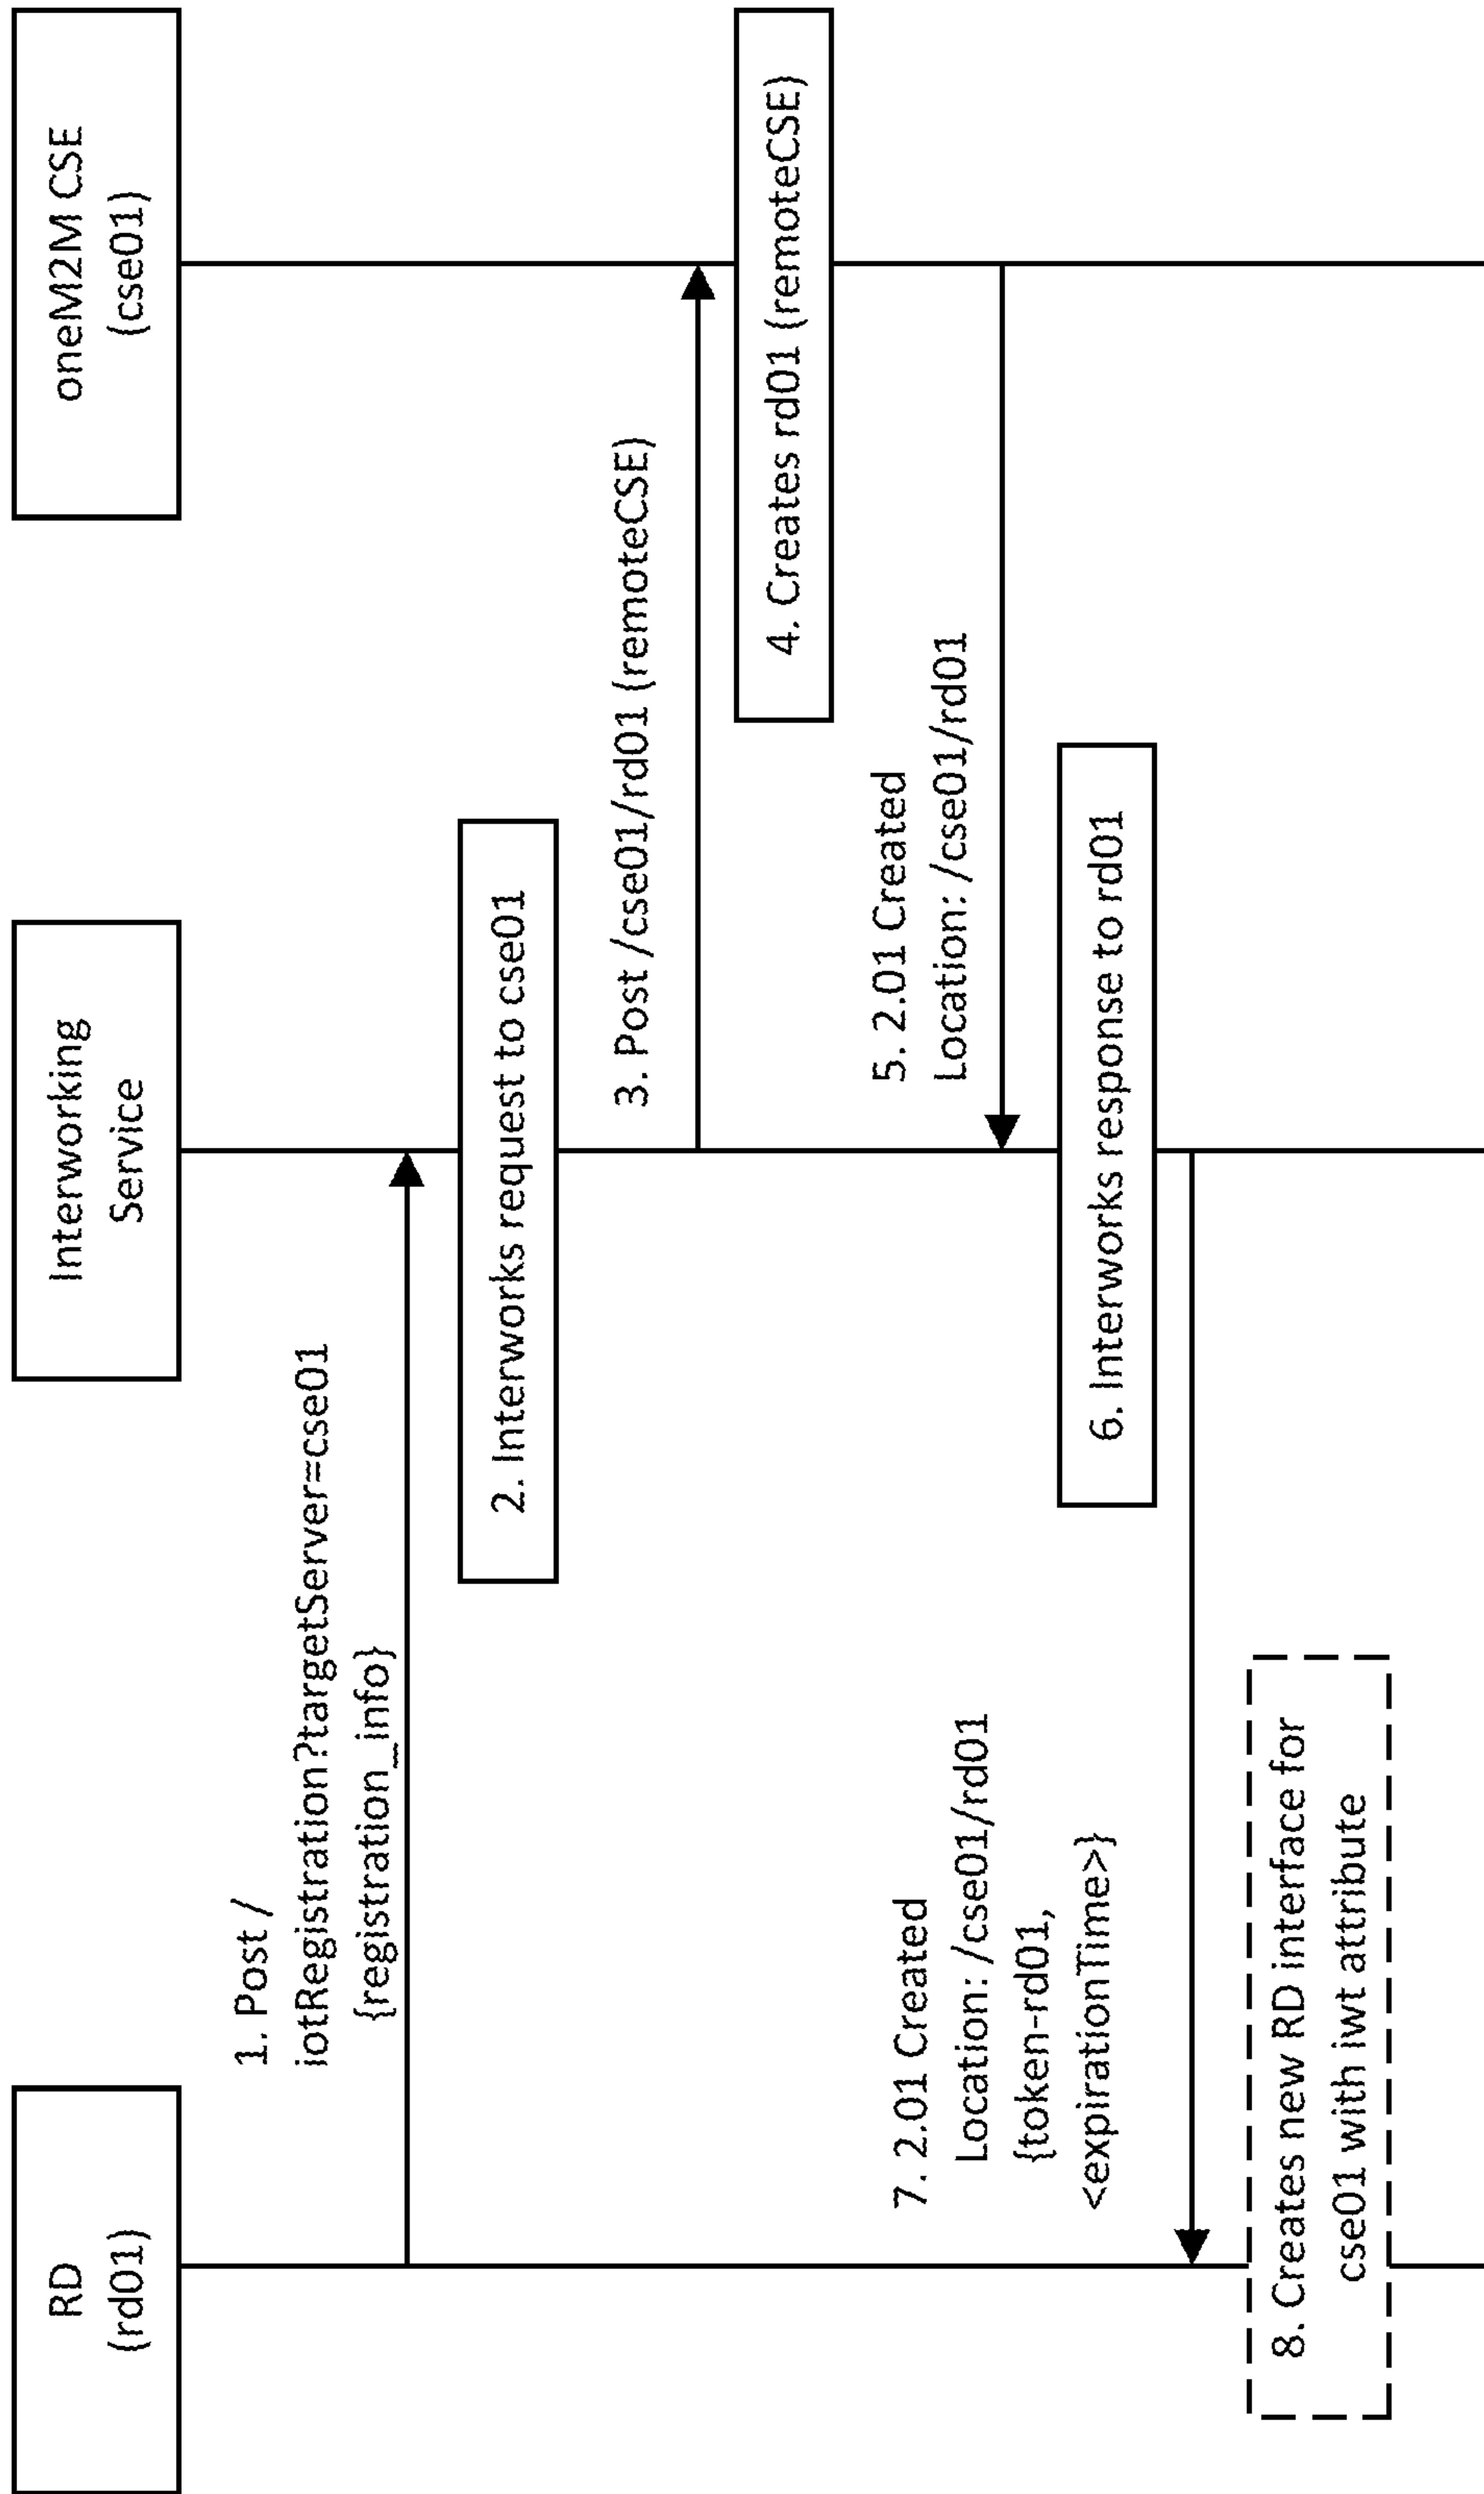 RD
(rd01)
Interworking
Service
oneM2M CSE
(cse01)
1. Post /
iotRegistration?targetServer=cse01
{registration_info}
2. Interworks request to cse01
3. Post /cse01/rd01 (remoteCSE)
4. Creates rd01 (remoteCSE)
5. 2.01 Created
Location: /cse01/rd01
6. Interworks response to rd01
7. 2.01 Created
Location: /cse01/rd01
{token-rd01,
<expirationTime>}
8. Creates new RD interface for
cse01 with iwt attribute